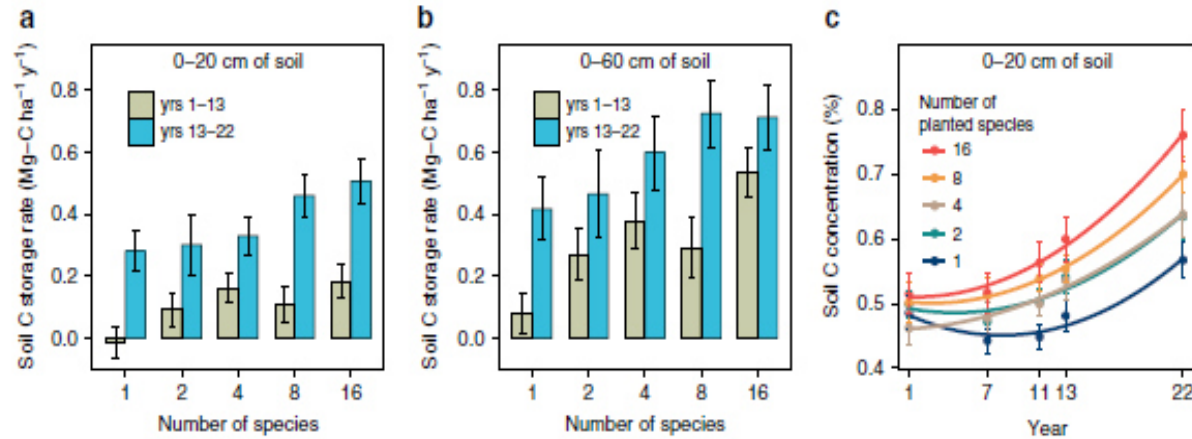 a
Soil C storage rate (Mg–C ha⁻¹ y⁻¹)
0–20 cm of soil
yrs 1–13
yrs 13–22
0.8
0.6
0.4
0.2
0.0
1 2 4 8 16
Number of species
b
Soil C storage rate (Mg–C ha⁻¹ y⁻¹)
0–60 cm of soil
yrs 1–13
yrs 13–22
0.8
0.6
0.4
0.2
0.0
1 2 4 8 16
Number of species
c
Soil C concentration (%)
0–20 cm of soil
Number of
planted species
16
8
4
2
1
0.8
0.7
0.6
0.5
0.4
1 7 11 13 22
Year